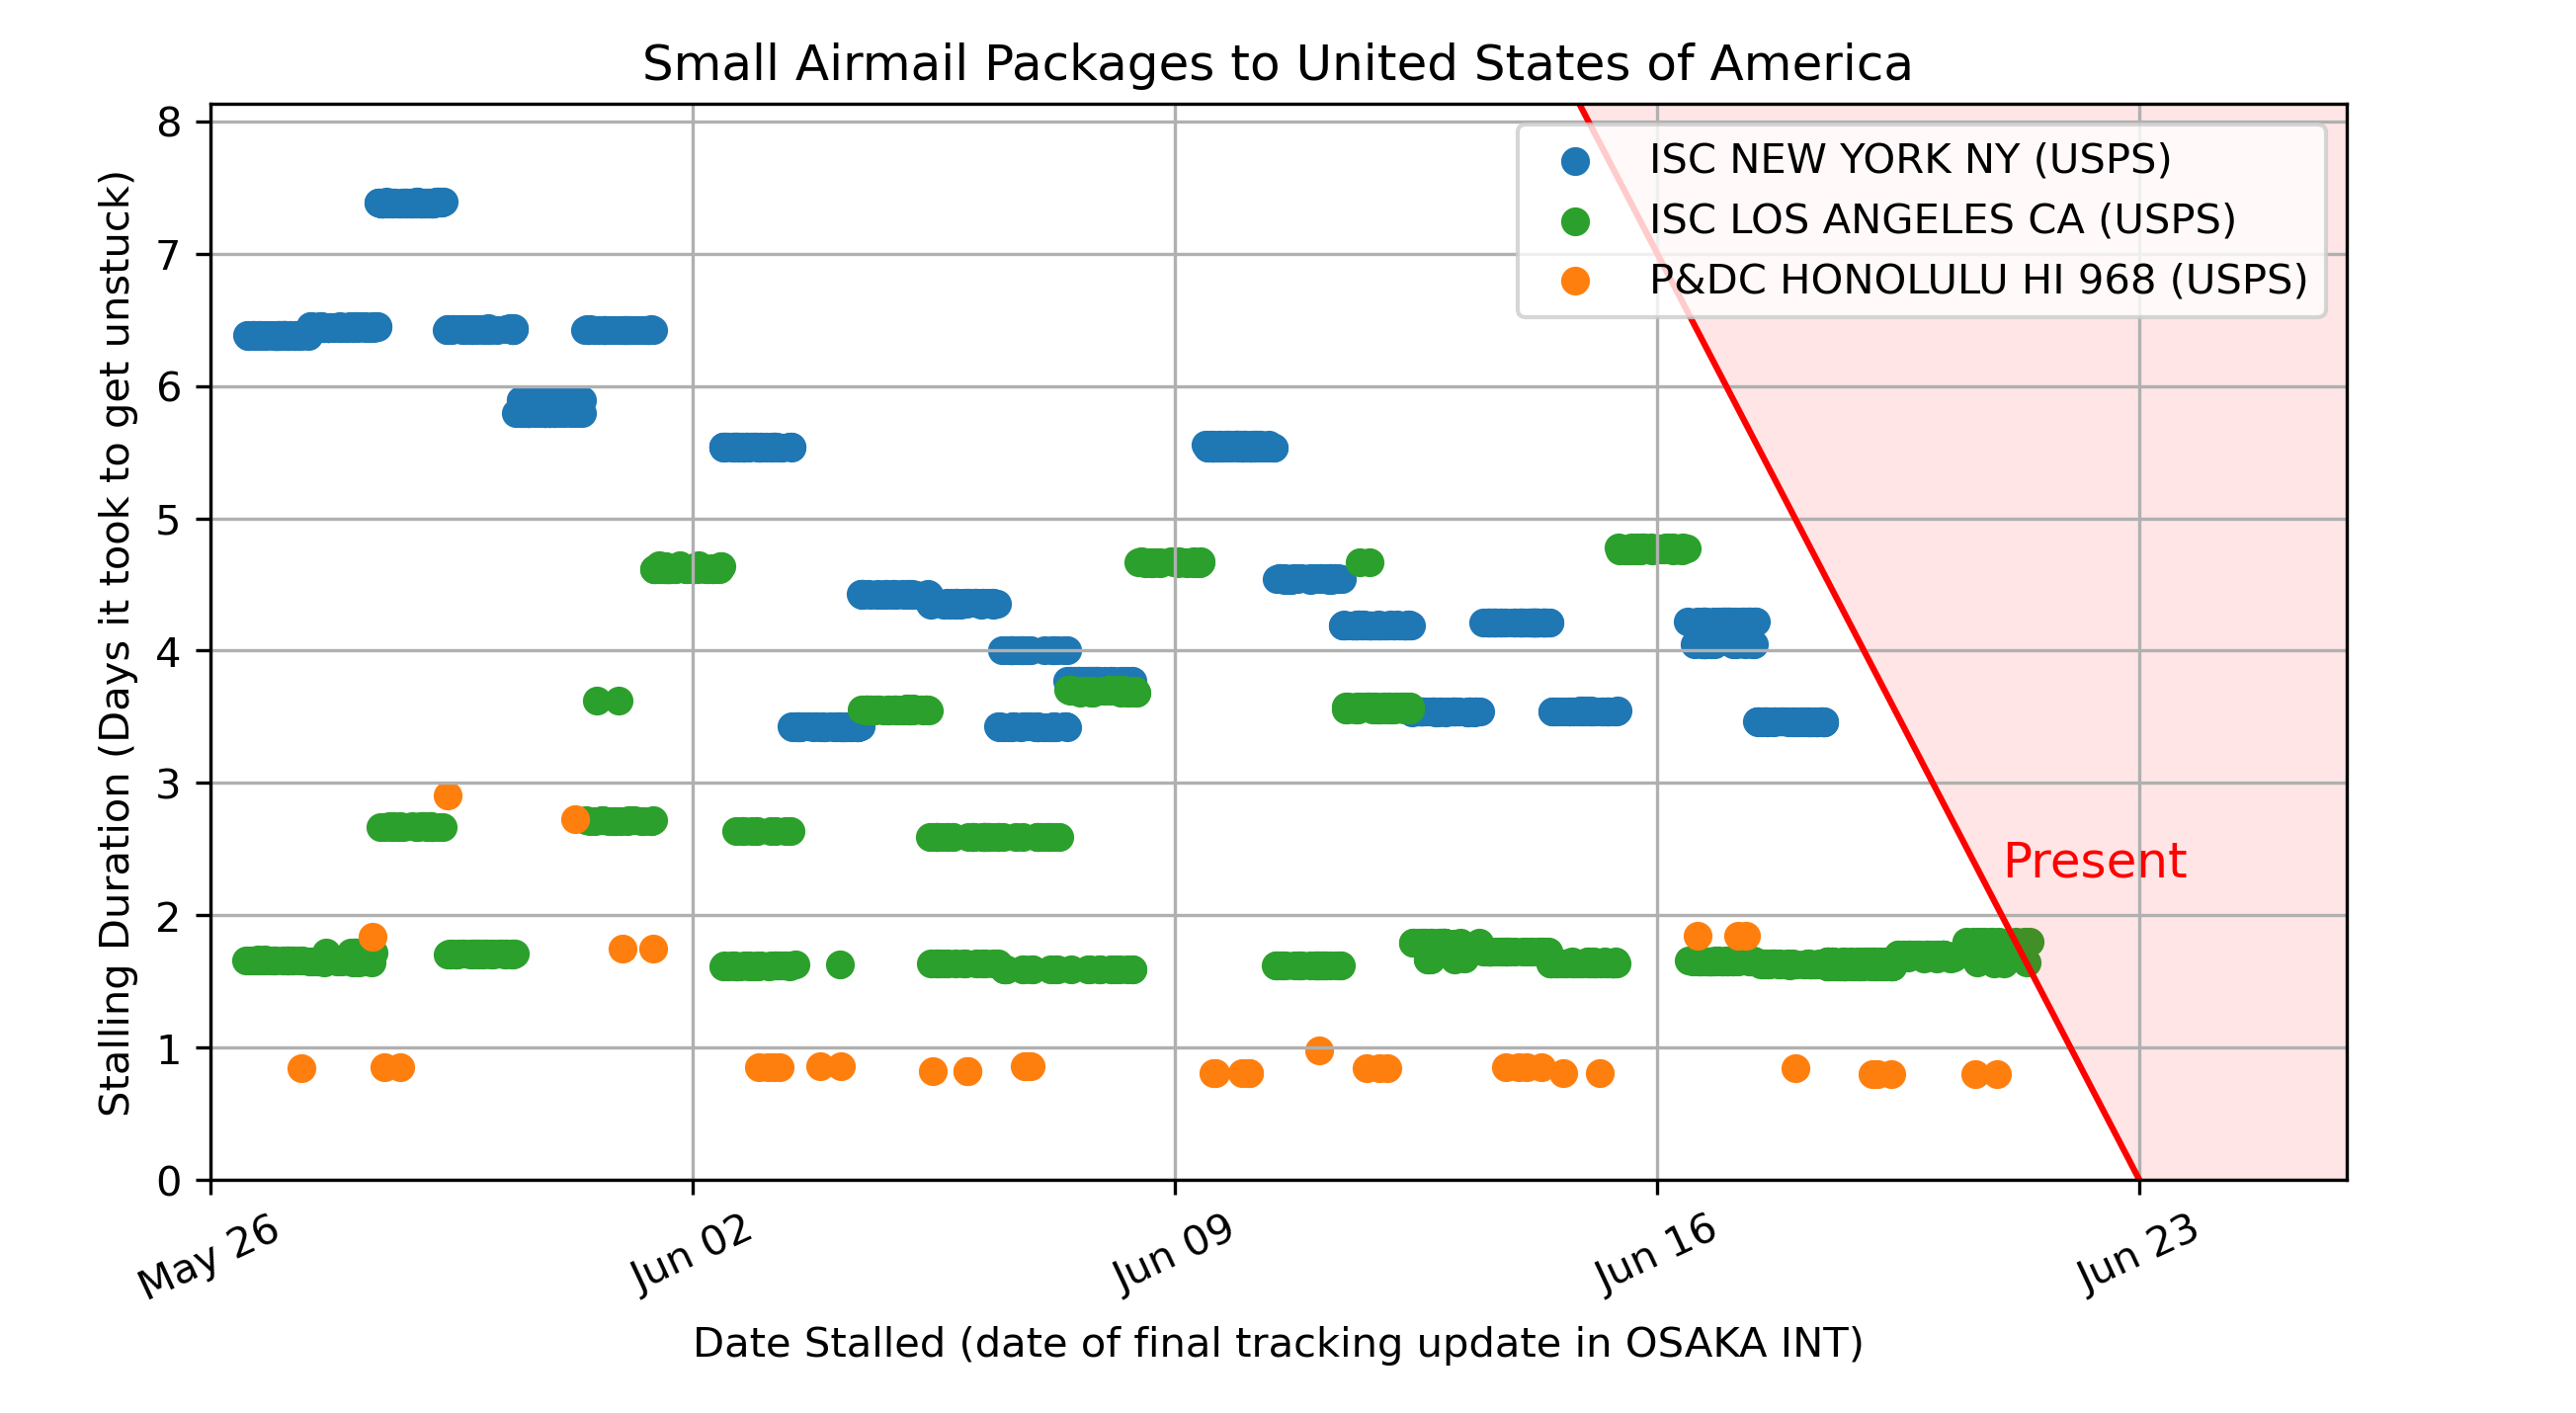 Small Airmail Packages to United States of America
Stalling Duration (Days it took to get unstuck)
8
7
6
5
4
3
2
1
0
ISC NEW YORK NY (USPS)
ISC LOS ANGELES CA (USPS)
P&DC HONOLULU HI 968 (USPS)
Present
May 26
Jun 02
Jun 09
Jun 16
Jun 23
Date Stalled (date of final tracking update in OSAKA INT)